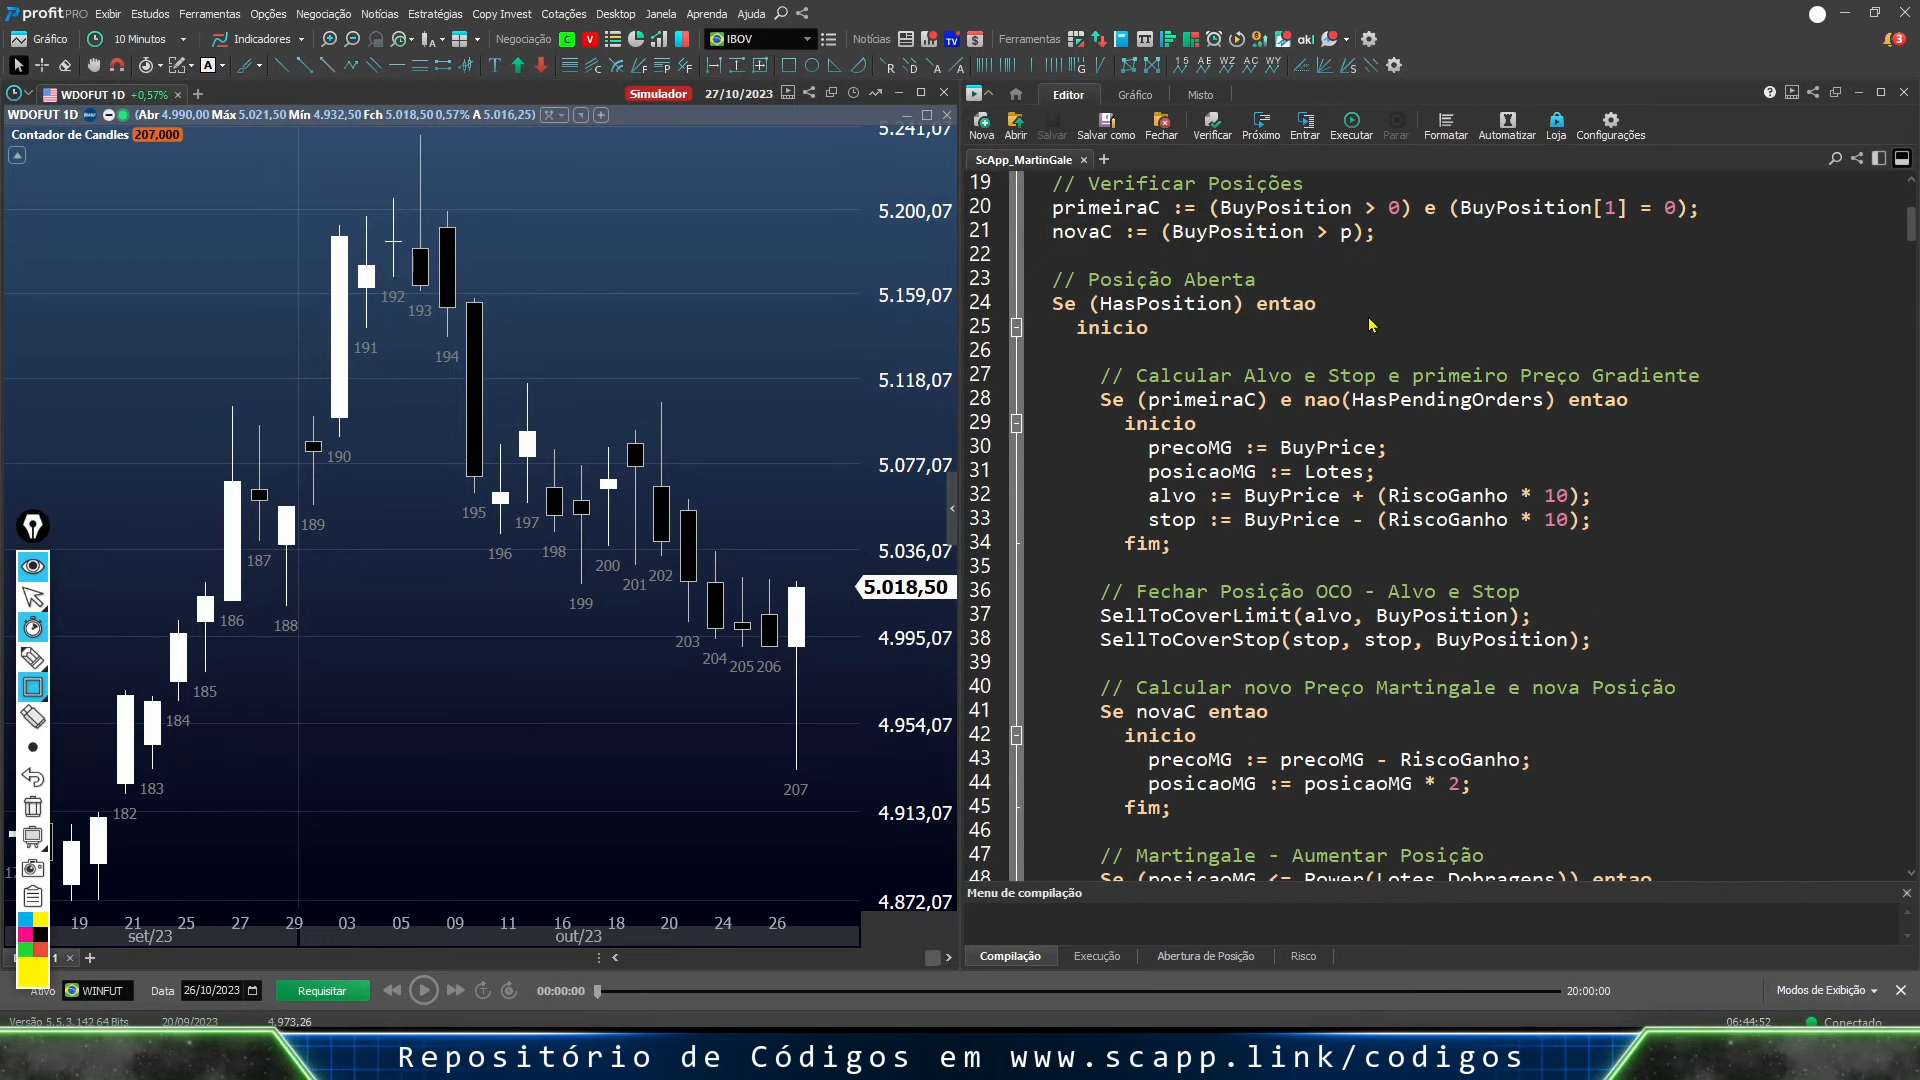 profitPRO Exibir Estudos Ferramentas Opções Negociação Notícias Estratégias Copy Invest Cotações Desktop Janela Aprenda Ajuda
Gráfico 10 Minutos Indicadores Negociação C V IBOV Notícias TV Ferramentas akl 3
WDOFUT 1D +0,57% Simulador 27/10/2023
WDOFUT 1D (Abr 4.990,00 Máx 5.021,50 Mín 4.932,50 Fch 5.018,50 0,57% A 5.016,25)
Contador de Candles 207,000
5.241,07
5.200,07
5.159,07
5.118,07
5.077,07
5.036,07
5.018,50
4.995,07
4.954,07
4.913,07
4.872,07
182
183
184
185
186
187
188
189
190
191
192
193
194
195
196
197
198
199
200
201
202
203
204
205
206
207
19 21 25 27 29 03 05 09 11 16 18 20 24 26
set/23 out/23
Editor Gráfico Misto
Nova Abrir Salvar Salvar como Fechar Verificar Próximo Entrar Executar Parar Formatar Automatizar Loja Configurações
ScApp_MartinGale
19 // Verificar Posições
20 primeiraC := (BuyPosition > 0) e (BuyPosition[1] = 0);
21 novaC := (BuyPosition > p);
22
23 // Posição Aberta
24 Se (HasPosition) entao
25 inicio
26
27 // Calcular Alvo e Stop e primeiro Preço Gradiente
28 Se (primeiraC) e nao(HasPendingOrders) entao
29 inicio
30 precoMG := BuyPrice;
31 posicaoMG := Lotes;
32 alvo := BuyPrice + (RiscoGanho * 10);
33 stop := BuyPrice - (RiscoGanho * 10);
34 fim;
35
36 // Fechar Posição OCO - Alvo e Stop
37 SellToCoverLimit(alvo, BuyPosition);
38 SellToCoverStop(stop, stop, BuyPosition);
39
40 // Calcular novo Preço Martingale e nova Posição
41 Se novaC entao
42 inicio
43 precoMG := precoMG - RiscoGanho;
44 posicaoMG := posicaoMG * 2;
45 fim;
46
47 // Martingale - Aumentar Posição
48 Se (posicaoMG <= Power(Lotes,Dobragens)) entao
Menu de compilação
Compilação Execução Abertura de Posição Risco
Ativo WINFUT Data 26/10/2023 Requisitar 00:00:00 20:00:00 Modos de Exibição
Versão 5.5.3.142 64 Bits 20/09/2023 4.973,26 06:44:52 Conectado
Repositório de Códigos em www.scapp.link/codigos